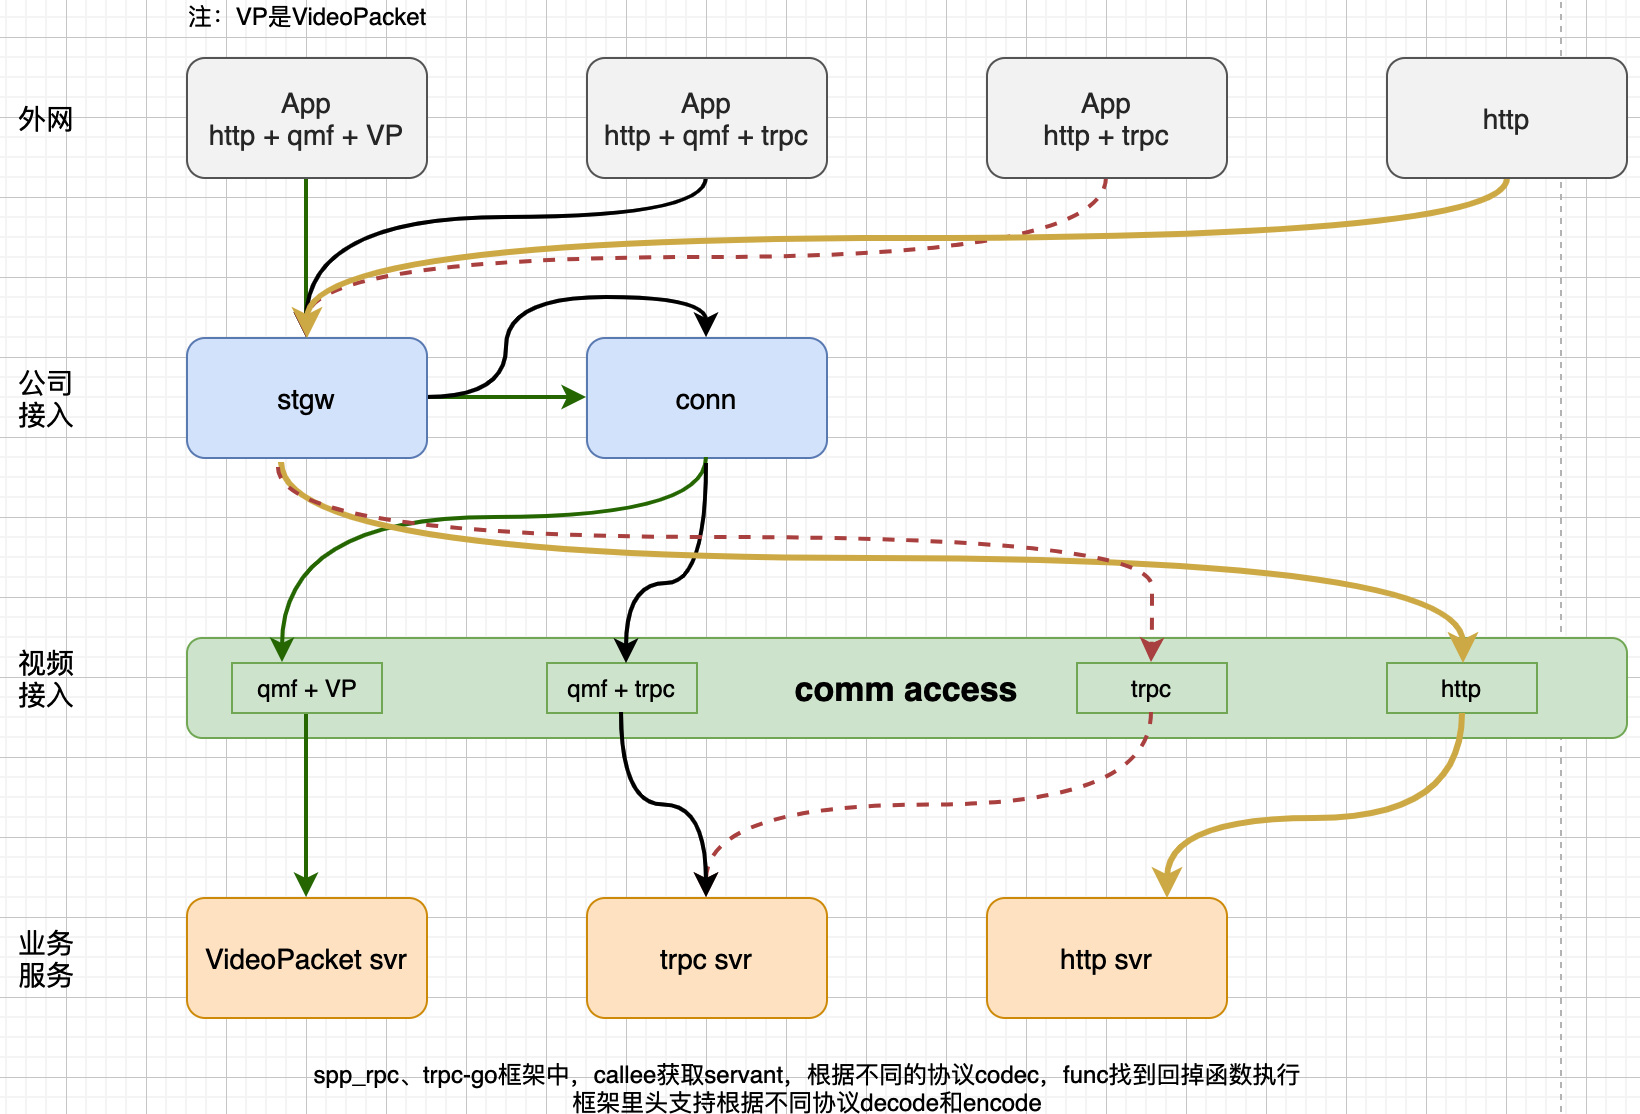 注：VP是VideoPacket
外网
App
http + qmf + VP
App
http + qmf + trpc
App
http + trpc
http
公司
接入
stgw
conn
视频
接入
qmf + VP
qmf + trpc
comm access
trpc
http
业务
服务
VideoPacket svr
trpc svr
http svr
spp_rpc、trpc-go框架中，callee获取servant，根据不同的协议codec，func找到回掉函数执行
框架里头支持根据不同协议decode和encode